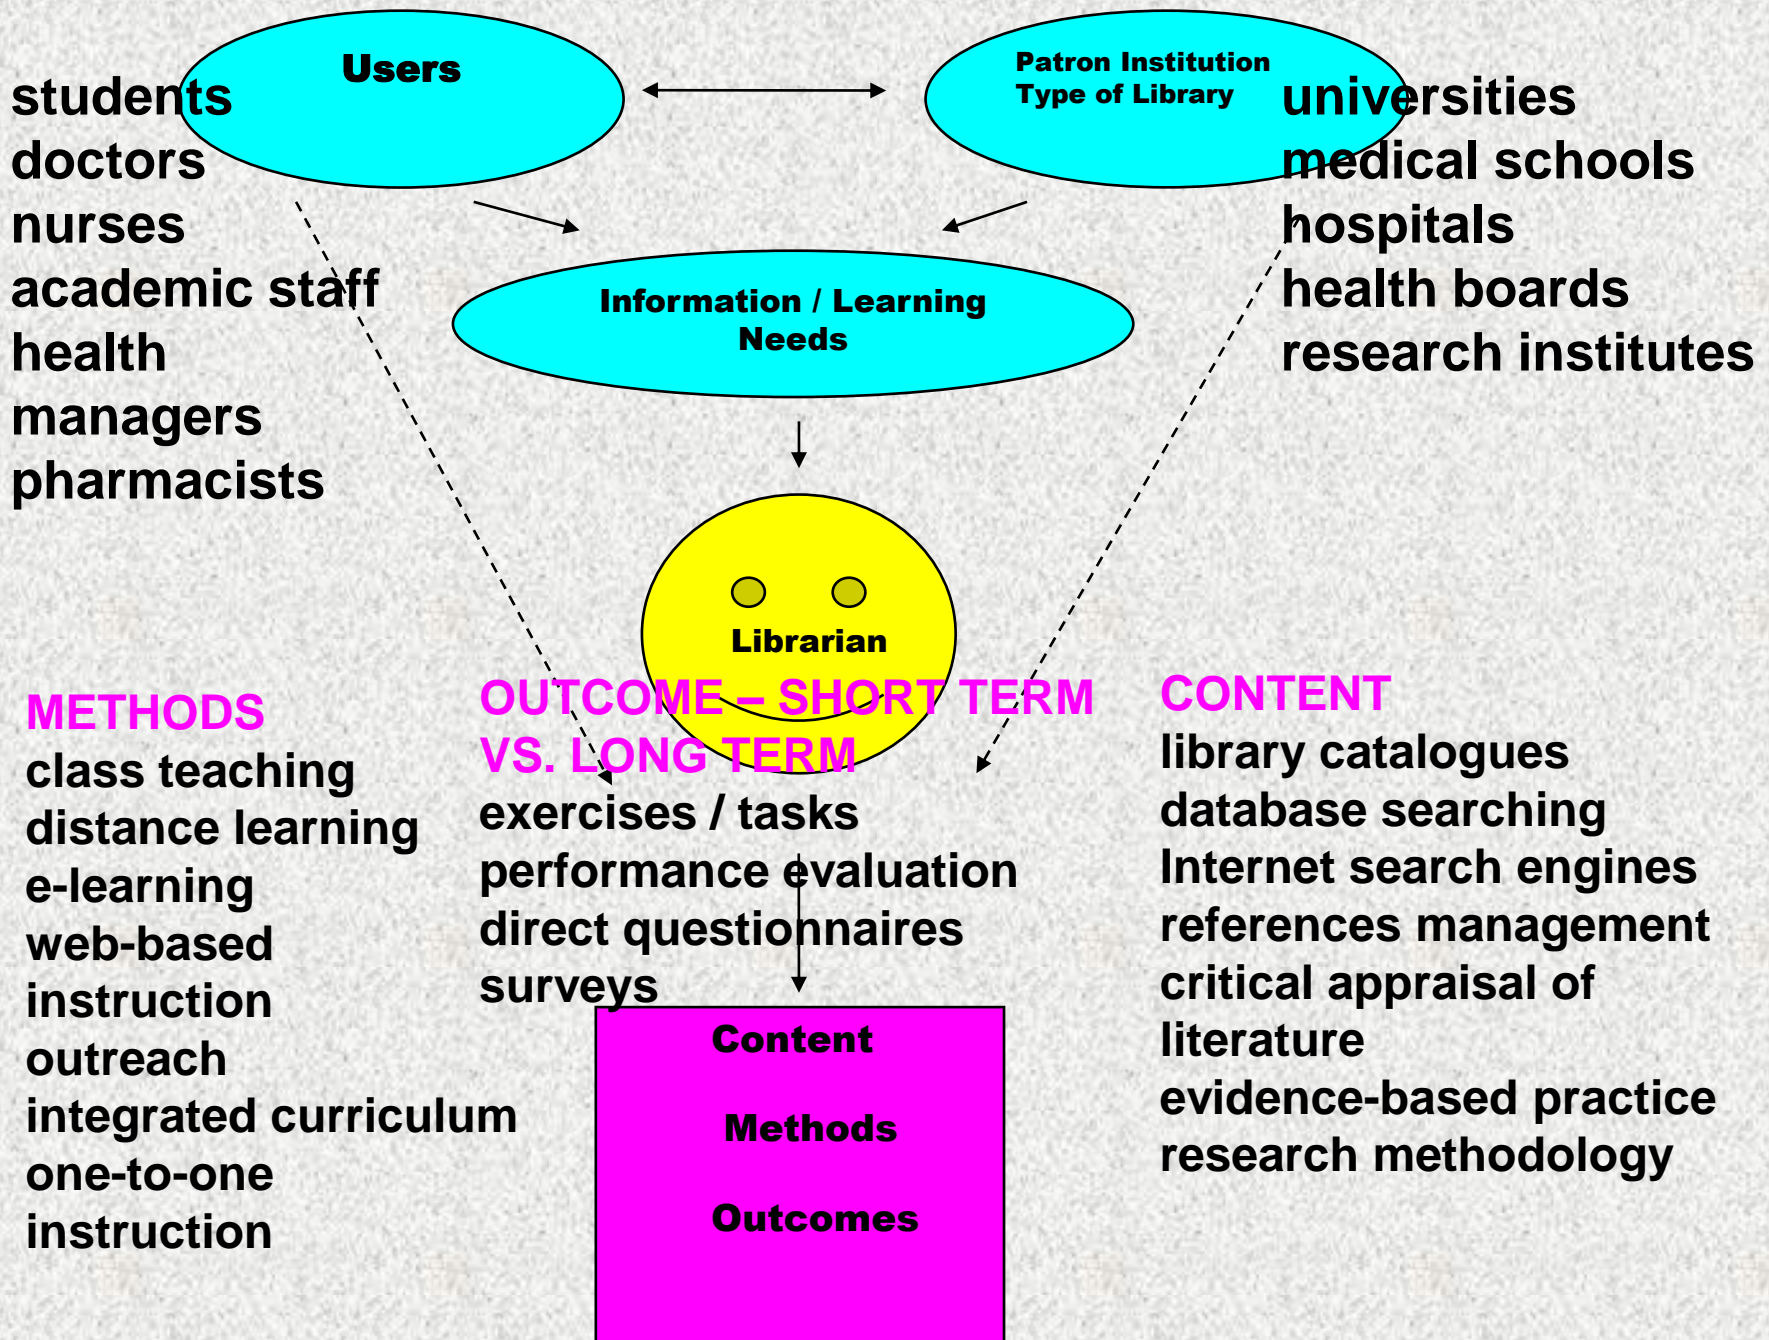 Users
Patron Institution
Type of Library
students
doctors
nurses
academic staff
health
managers
pharmacists
universities
medical schools
hospitals
health boards
research institutes
Information / Learning
Needs
Librarian
METHODS
class teaching
distance learning
e-learning
web-based
instruction
outreach
integrated curriculum
one-to-one
instruction
OUTCOME – SHORT TERM
VS. LONG TERM
exercises / tasks
performance evaluation
direct questionnaires
surveys
CONTENT
library catalogues
database searching
Internet search engines
references management
critical appraisal of
literature
evidence-based practice
research methodology
Content
Methods
Outcomes